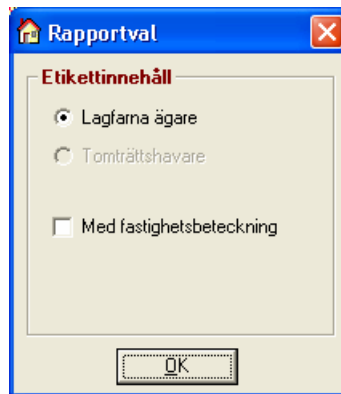 Rapportval
Etikettinnehåll
Lagfarna ägare
Tomträttshavare
Med fastighetsbeteckning
OK